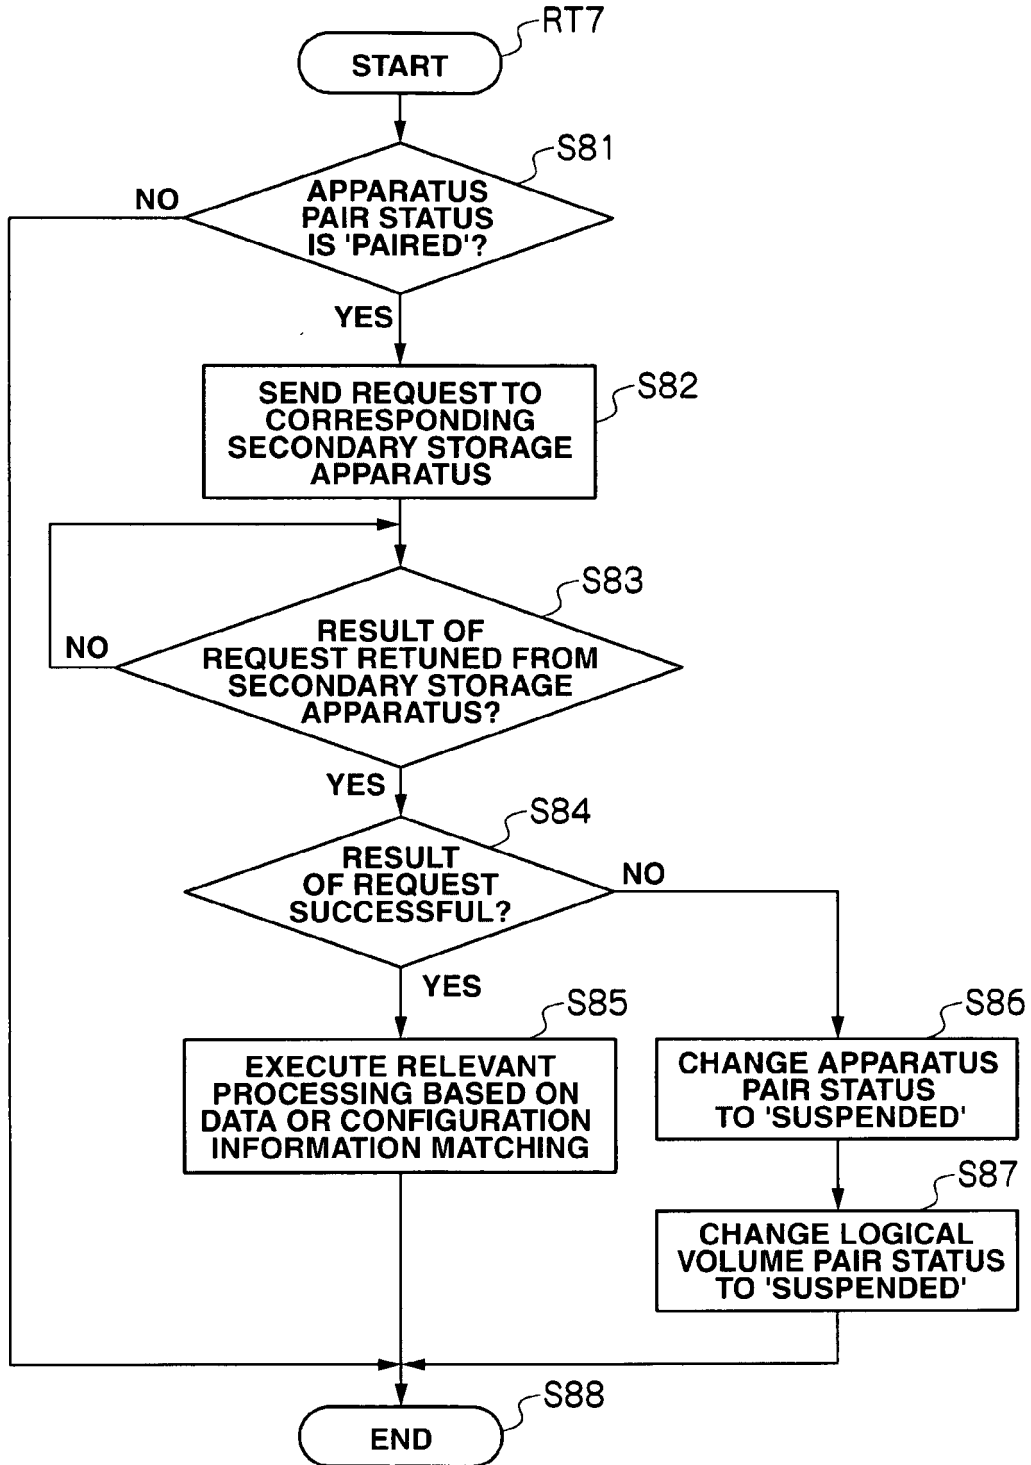 RT7
START
S81
APPARATUS
PAIR STATUS
IS 'PAIRED'?
NO
YES
S82
SEND REQUEST TO
CORRESPONDING
SECONDARY STORAGE
APPARATUS
S83
RESULT OF
REQUEST RETUNED FROM
SECONDARY STORAGE
APPARATUS?
NO
YES
S84
RESULT
OF REQUEST
SUCCESSFUL?
NO
YES
S85
EXECUTE RELEVANT
PROCESSING BASED ON
DATA OR CONFIGURATION
INFORMATION MATCHING
S86
CHANGE APPARATUS
PAIR STATUS
TO 'SUSPENDED'
S87
CHANGE LOGICAL
VOLUME PAIR STATUS
TO 'SUSPENDED'
S88
END